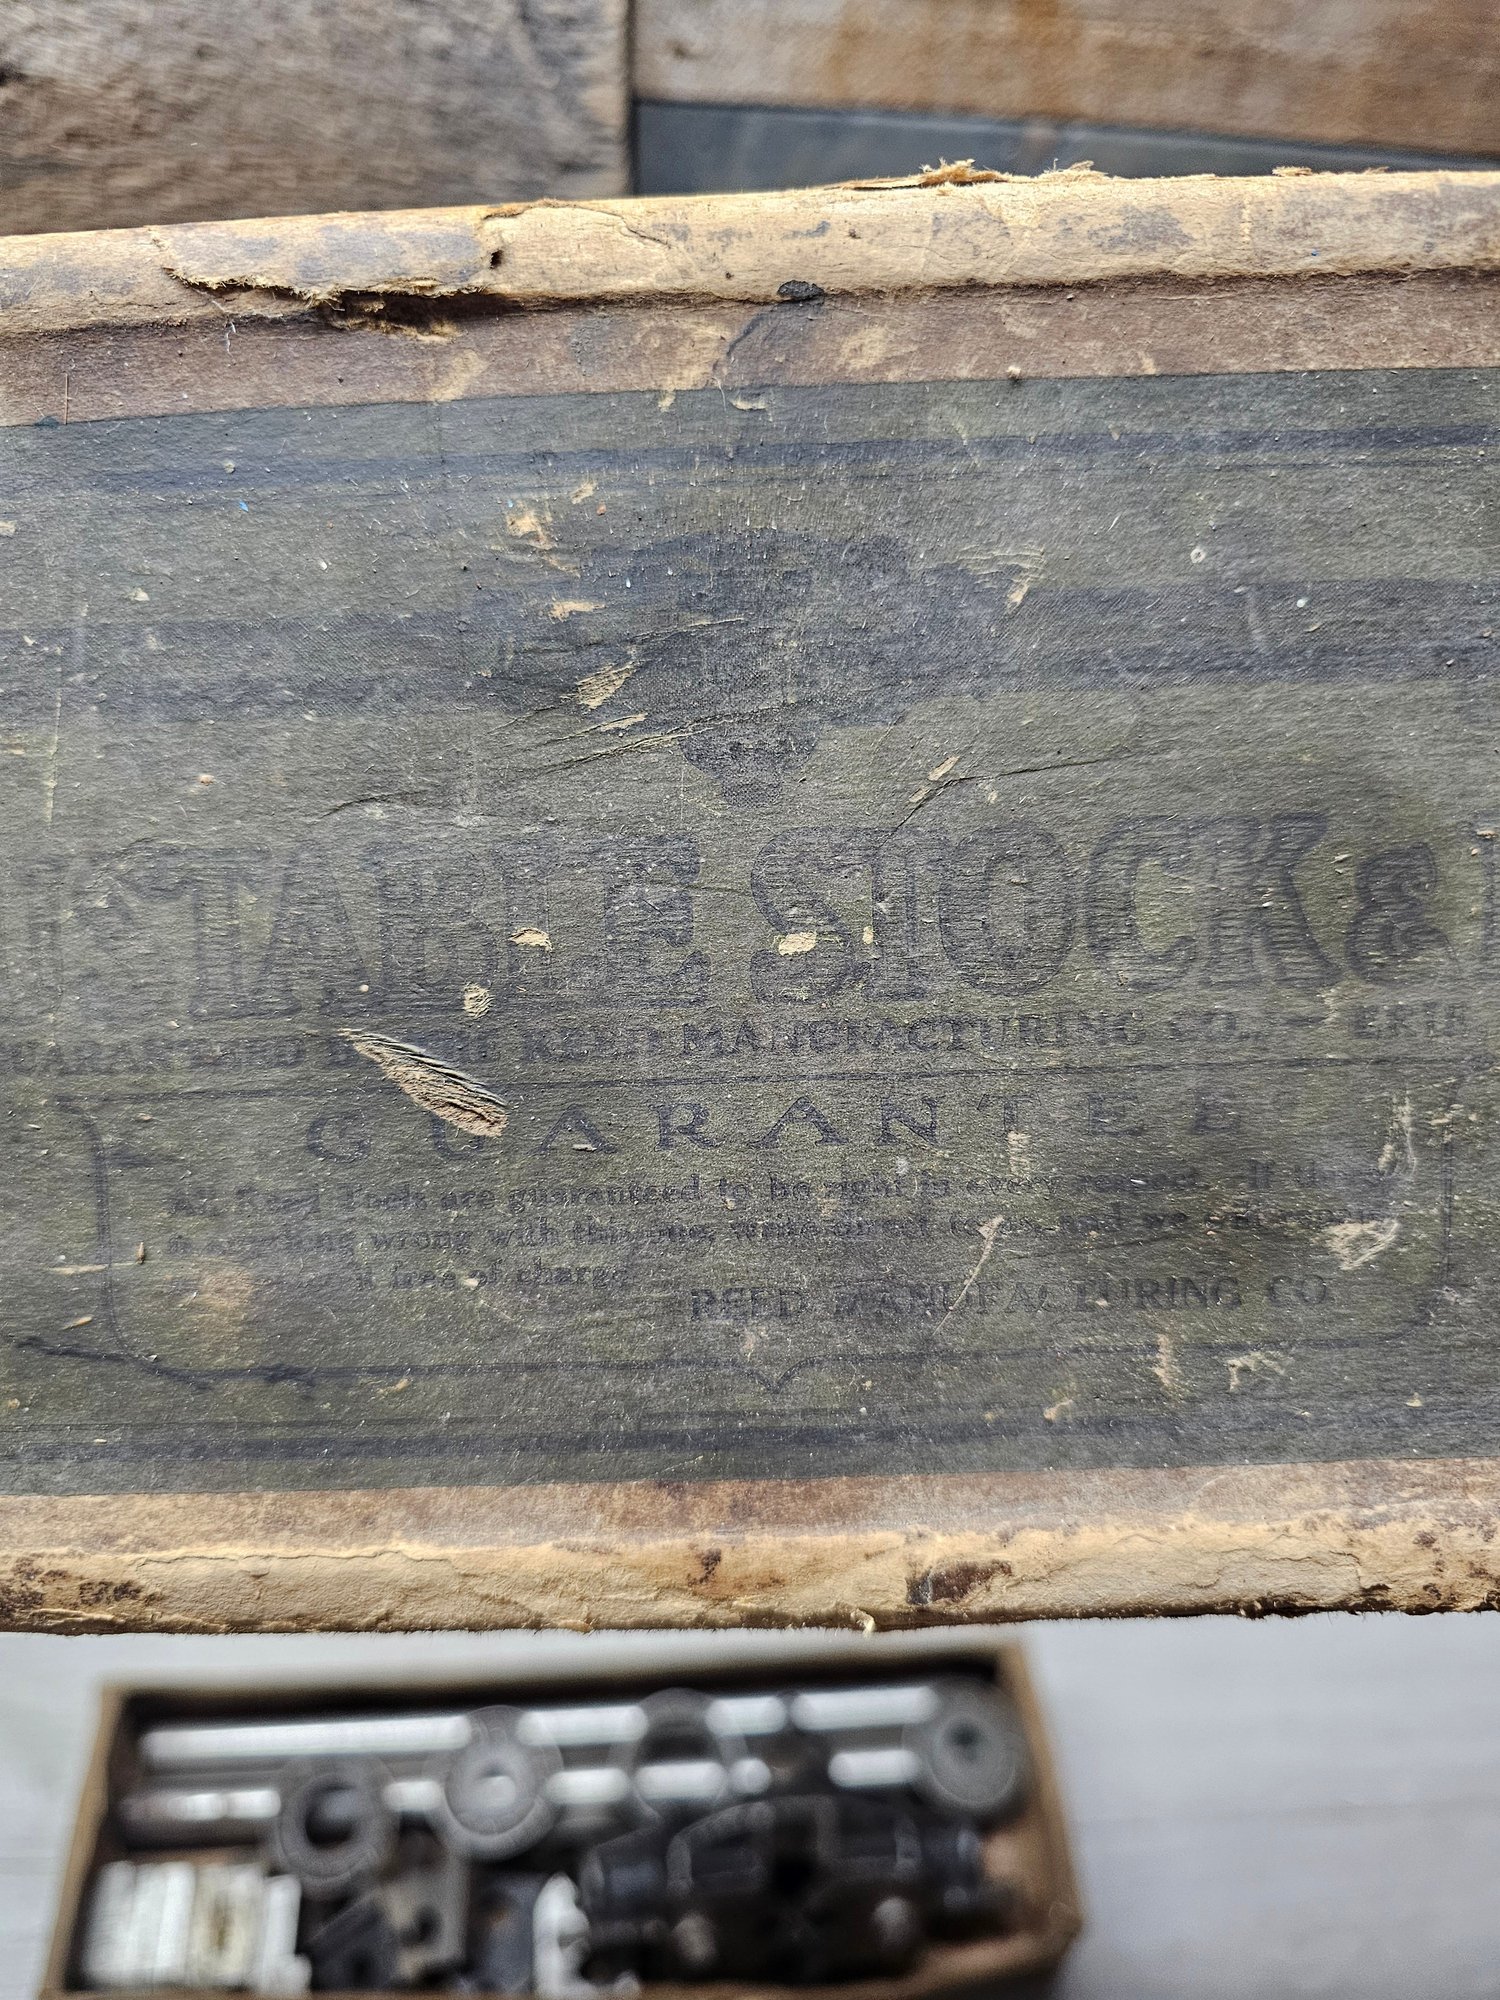 STABLE STOCK &
GUARANTEED BY THE REED MANUFACTURING CO., — ERIE
GUARANTEE
All Reed Tools are guaranteed to be right in every respect. If there
is anything wrong with this one, write direct to us, and we will
it free of charge
REED MANUFACTURING CO